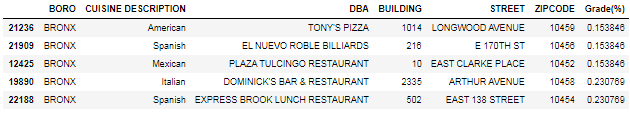 BORO CUISINE DESCRIPTION DBA BUILDING STREET ZIPCODE Grade(%)
21236 BRONX American TONY'S PIZZA 1014 LONGWOOD AVENUE 10459 0.153846
21909 BRONX Spanish EL NUEVO ROBLE BILLIARDS 216 E 170TH ST 10456 0.153846
12425 BRONX Mexican PLAZA TULCINGO RESTAURANT 10 EAST CLARKE PLACE 10452 0.153846
19890 BRONX Italian DOMINICK'S BAR & RESTAURANT 2335 ARTHUR AVENUE 10458 0.230769
22188 BRONX Spanish EXPRESS BROOK LUNCH RESTAURANT 502 EAST 138 STREET 10454 0.230769